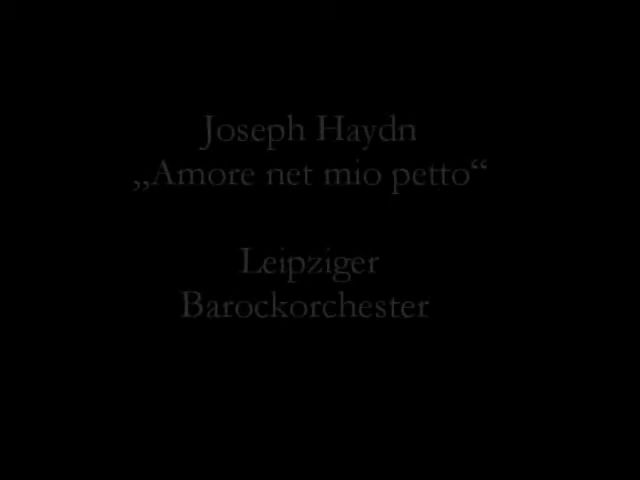 Joseph Haydn
„Amore net mio petto“
Leipziger
Barockorchester